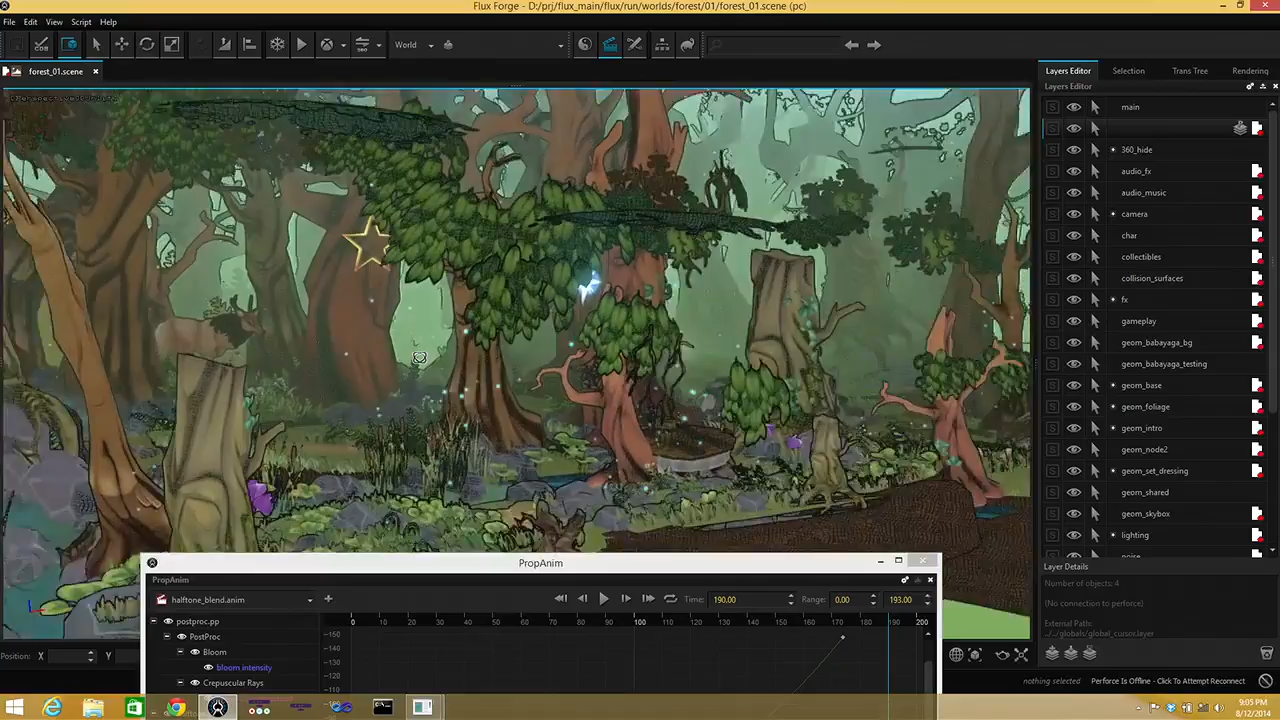 Flux Forge - D:/prj/flux_main/flux/run/worlds/forest/01/forest_01.scene (pc)
File Edit View Script Help
World
forest_01.scene
Layers Editor Selection Trans Tree Rendering
Layers Editor
main
360_hide
audio_fx
audio_music
camera
char
collectibles
collision_surfaces
fx
gameplay
geom_babayaga_bg
geom_babayaga_testing
geom_base
geom_foliage
geom_intro
geom_node2
geom_set_dressing
geom_shared
geom_skybox
lighting
noise
Layer Details
Number of objects: 4
(No connection to perforce)
External Path:
../../globals/global_cursor.layer
PropAnim
PropAnim
halftone_blend.anim
Time: 190.00 Range: 0.00 193.00
0 10 20 30 40 50 60 70 80 90 100 110 120 130 140 150 160 170 180 190 200
postproc.pp
PostProc
Bloom
bloom intensity
Crepuscular Rays
-150
-140
-130
-120
-110
Position: X Y
nothing selected Perforce Is Offline - Click To Attempt Reconnect
9:05 PM
8/12/2014